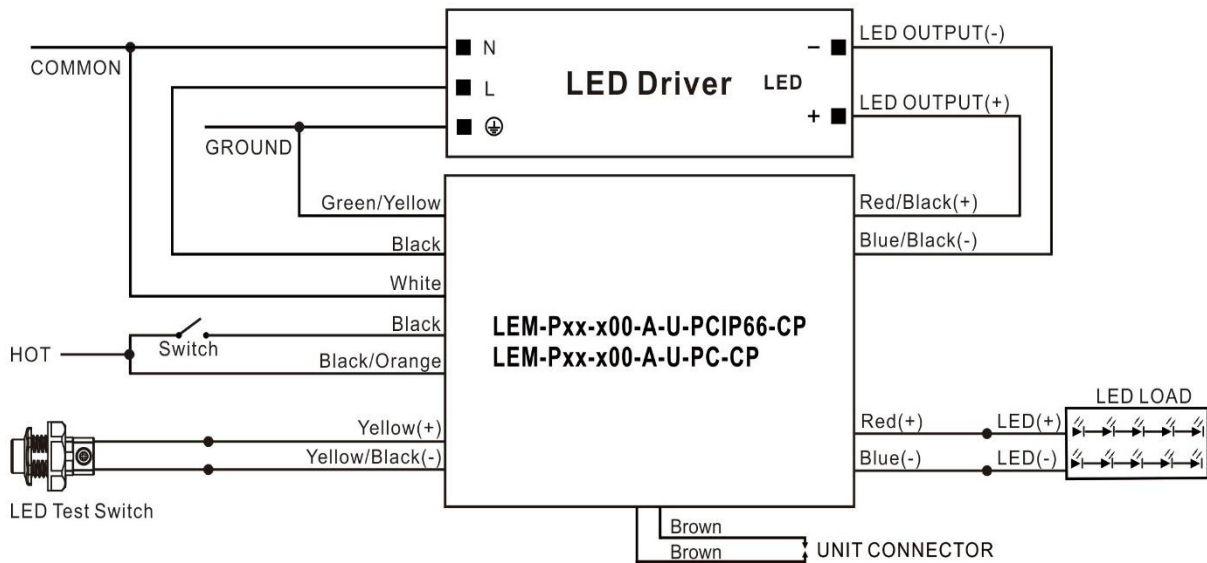 COMMON
N
L
GROUND
LED Driver
LED
−
+
LED OUTPUT(-)
LED OUTPUT(+)
Green/Yellow
Black
White
Black
Black/Orange
HOT
Switch
Yellow(+)
Yellow/Black(-)
LED Test Switch
LEM-Pxx-x00-A-U-PCIP66-CP
LEM-Pxx-x00-A-U-PC-CP
Red/Black(+)
Blue/Black(-)
Red(+)
Blue(-)
LED(+)
LED(-)
LED LOAD
Brown
Brown
UNIT CONNECTOR